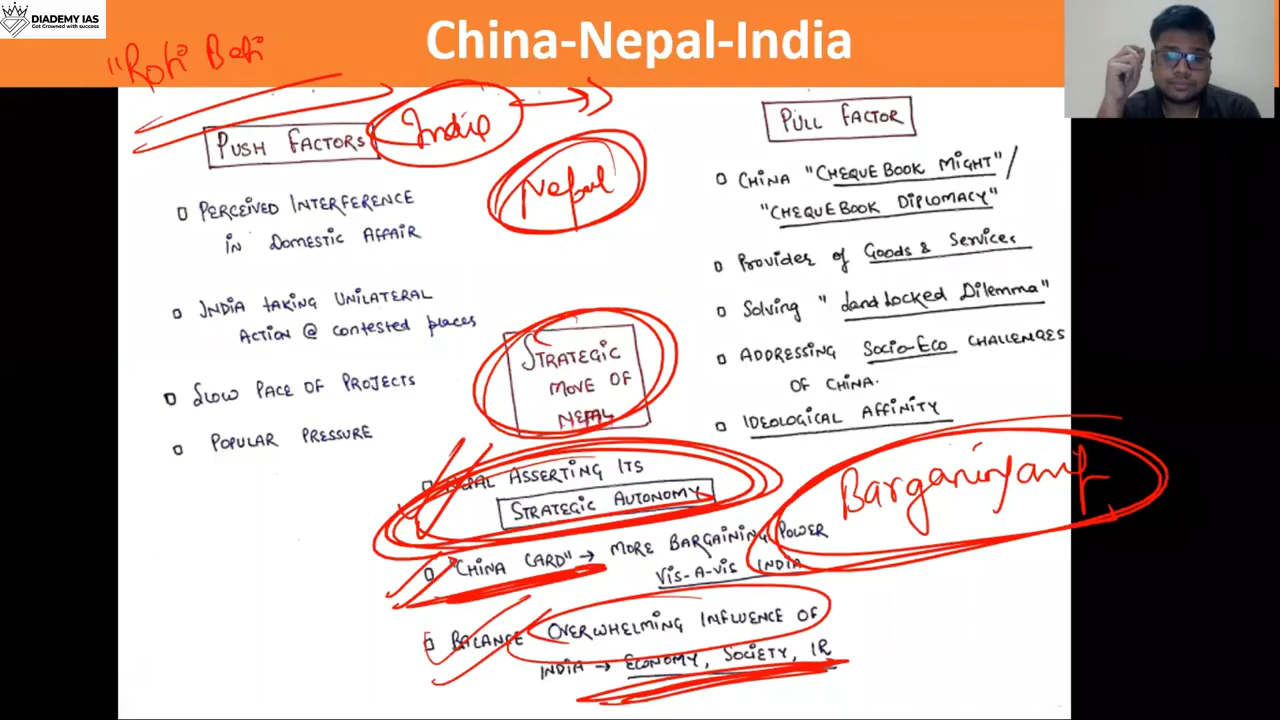 DIADEMY IAS
Get Crowned with success
China-Nepal-India
"Roti Beti
PUSH FACTORS
India
Nepal
PERCEIVED INTERFERENCE
IN DOMESTIC AFFAIR
INDIA TAKING UNILATERAL
ACTION @ contested places
SLOW PACE OF PROJECTS
POPULAR PRESSURE
PULL FACTOR
CHINA "CHEQUE BOOK MIGHT"/
"CHEQUE BOOK DIPLOMACY"
Provider of Goods & Services
Solving "Land Locked Dilemma"
ADDRESSING Socio-Eco CHALLENGES
OF CHINA.
IDEOLOGICAL AFFINITY
STRATEGIC
MOVE OF
NEPAL
NEPAL ASSERTING ITS
STRATEGIC AUTONOMY
"CHINA CARD" → MORE BARGAINING POWER
VIS-A-VIS INDIA
BALANCE OVERWHELMING INFLUENCE OF
INDIA → ECONOMY, SOCIETY, IR